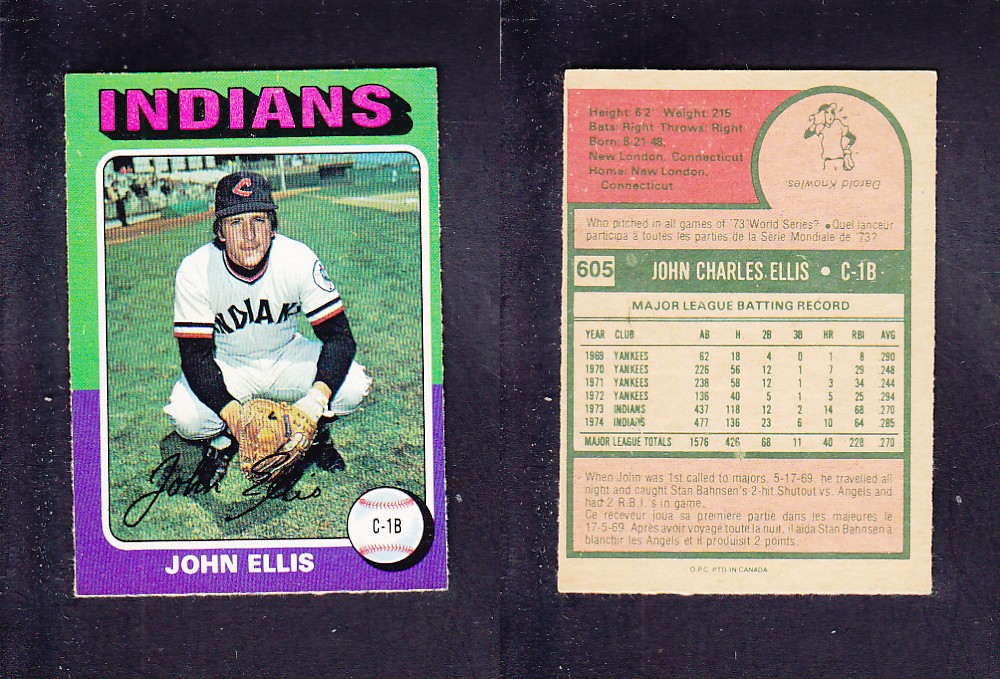 INDIANS
C
INDIANS
John Ellis
C-1B
JOHN ELLIS
Height: 6'2" Weight: 215
Bats: Right Throws: Right
Born: 8-21-48,
New London, Connecticut
Home: New London,
Connecticut
Darold Knowles.
Who pitched in all games of '73 World Series? •Quel lanceur
participa à toutes les parties de la Série Mondiale de '73?
605 JOHN CHARLES ELLIS • C-1B
MAJOR LEAGUE BATTING RECORD
YEAR CLUB AB H 2B 3B HR RBI AVG
1969 YANKEES 62 18 4 0 1 8 .290
1970 YANKEES 226 56 12 1 7 29 .248
1971 YANKEES 238 58 12 1 3 34 .244
1972 YANKEES 136 40 5 1 5 25 .294
1973 INDIANS 437 118 12 2 14 68 .270
1974 INDIANS 477 136 23 6 10 64 .285
MAJOR LEAGUE TOTALS 1576 426 68 11 40 228 .270
When John was 1st called to majors, 5-17-69, he travelled all
night and caught Stan Bahnsen's 2-hit Shutout vs. Angels and
had 2 R.B.I.'s in game.
Ce receveur joua sa première partie dans les majeures le
17-5-69. Après avoir voyagé toute la nuit, il aida Stan Bahnsen à
blanchir les Angels et il produisit 2 points.
O.P.C. PTD. IN CANADA